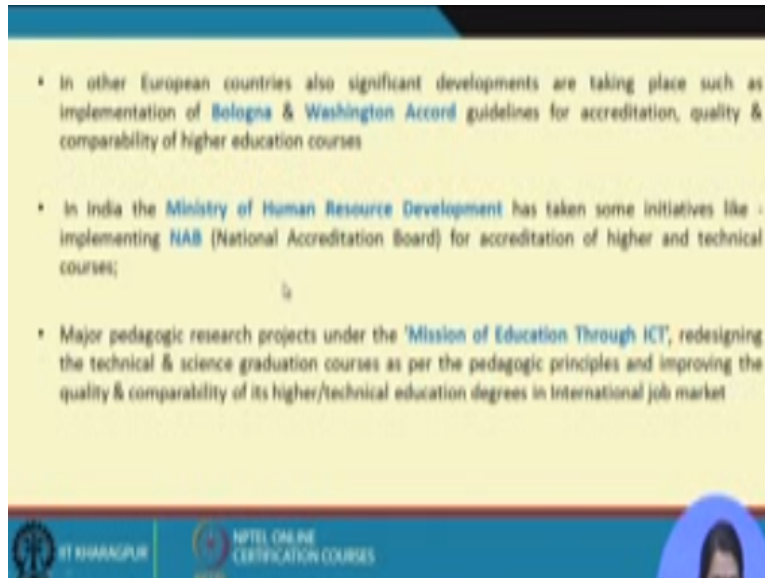 • In other European countries also significant developments are taking place such as
implementation of Bologna & Washington Accord guidelines for accreditation, quality &
comparability of higher education courses
• In India the Ministry of Human Resource Development has taken some initiatives like -
implementing NAB (National Accreditation Board) for accreditation of higher and technical
courses;
• Major pedagogic research projects under the 'Mission of Education Through ICT', redesigning
the technical & science graduation courses as per the pedagogic principles and improving the
quality & comparability of its higher/technical education degrees in International job market
IIT KHARAGPUR
NPTEL ONLINE
CERTIFICATION COURSES